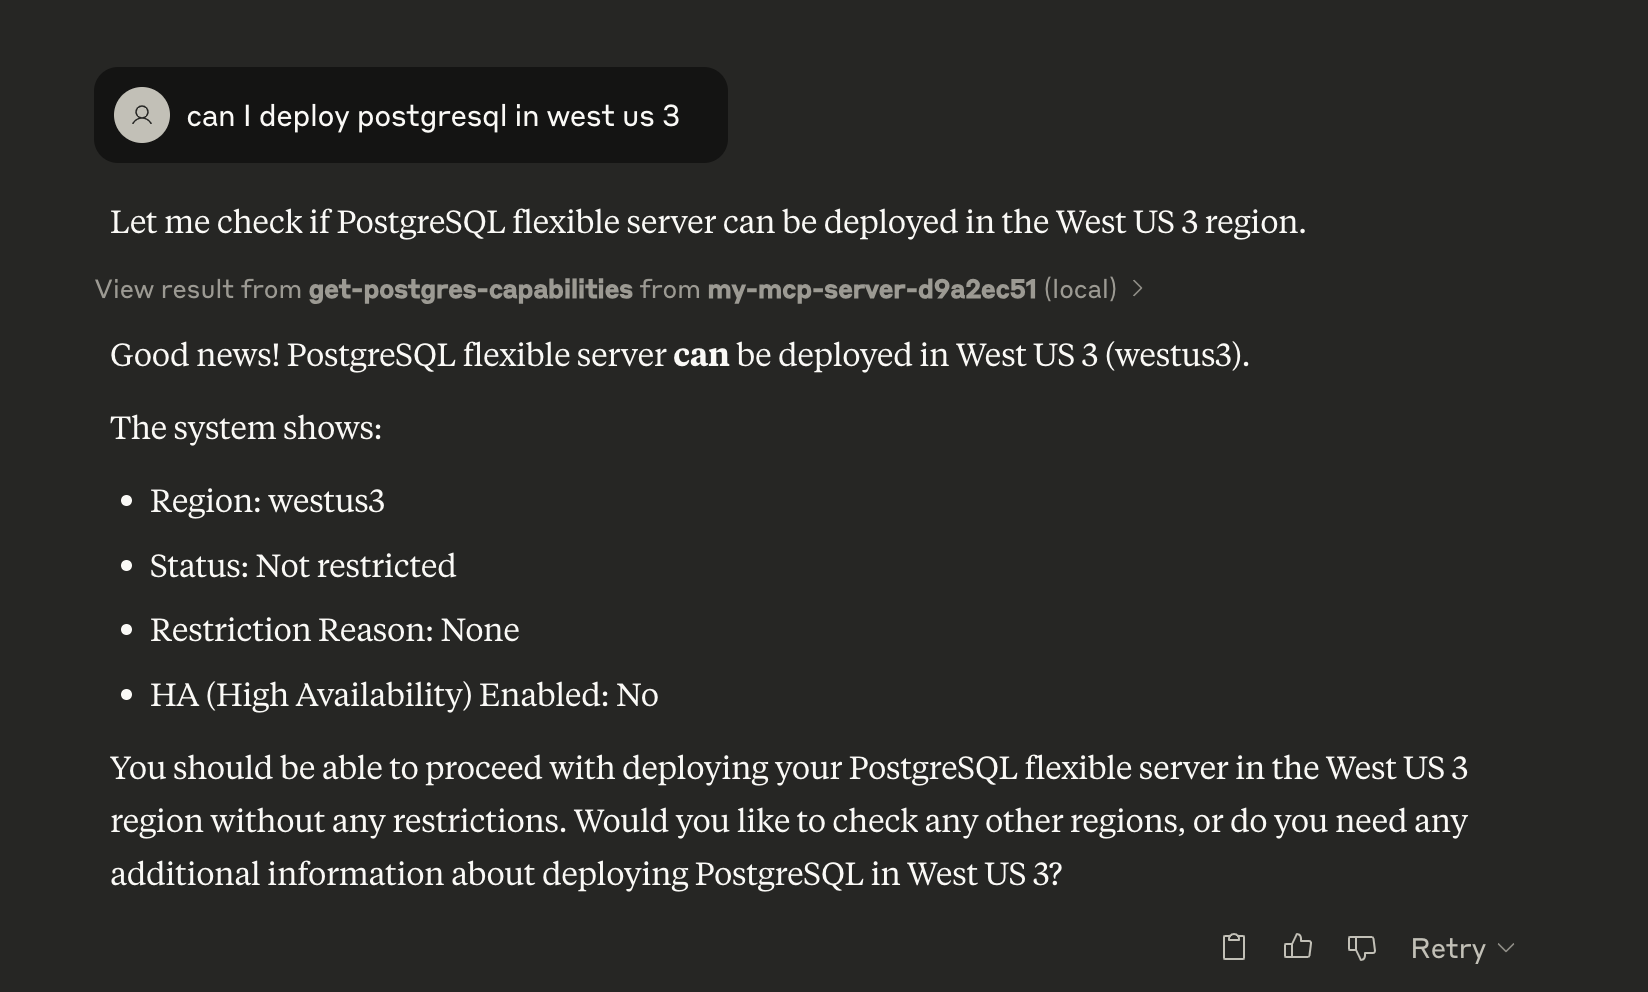 can I deploy postgresql in west us 3
Let me check if PostgreSQL flexible server can be deployed in the West US 3 region.
View result from get-postgres-capabilities from my-mcp-server-d9a2ec51 (local)
Good news! PostgreSQL flexible server can be deployed in West US 3 (westus3).
The system shows:
• Region: westus3
• Status: Not restricted
• Restriction Reason: None
• HA (High Availability) Enabled: No
You should be able to proceed with deploying your PostgreSQL flexible server in the West US 3
region without any restrictions. Would you like to check any other regions, or do you need any
additional information about deploying PostgreSQL in West US 3?
Retry